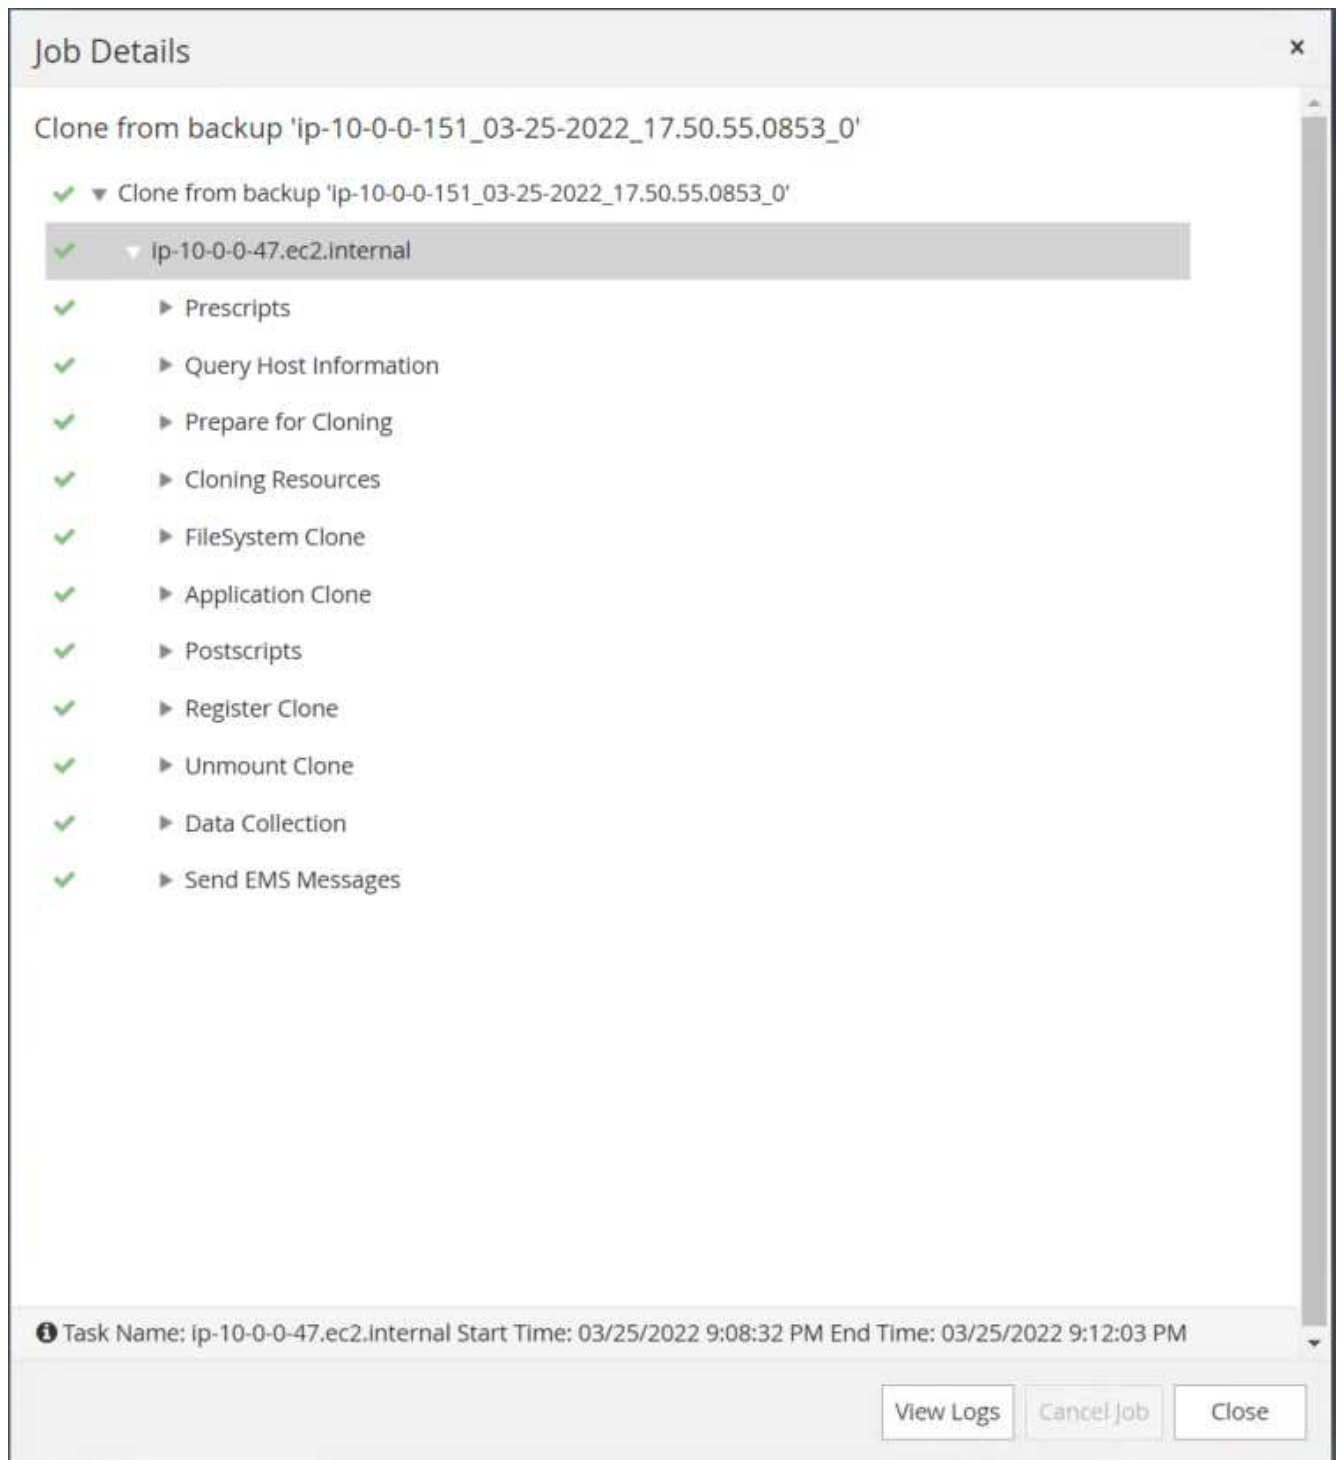 Job Details
Clone from backup 'ip-10-0-0-151_03-25-2022_17.50.55.0853_0'
Clone from backup 'ip-10-0-0-151_03-25-2022_17.50.55.0853_0'
ip-10-0-0-47.ec2.internal
Prescripts
Query Host Information
Prepare for Cloning
Cloning Resources
FileSystem Clone
Application Clone
Postscripts
Register Clone
Unmount Clone
Data Collection
Send EMS Messages
Task Name: ip-10-0-0-47.ec2.internal Start Time: 03/25/2022 9:08:32 PM End Time: 03/25/2022 9:12:03 PM
View Logs Cancel Job Close